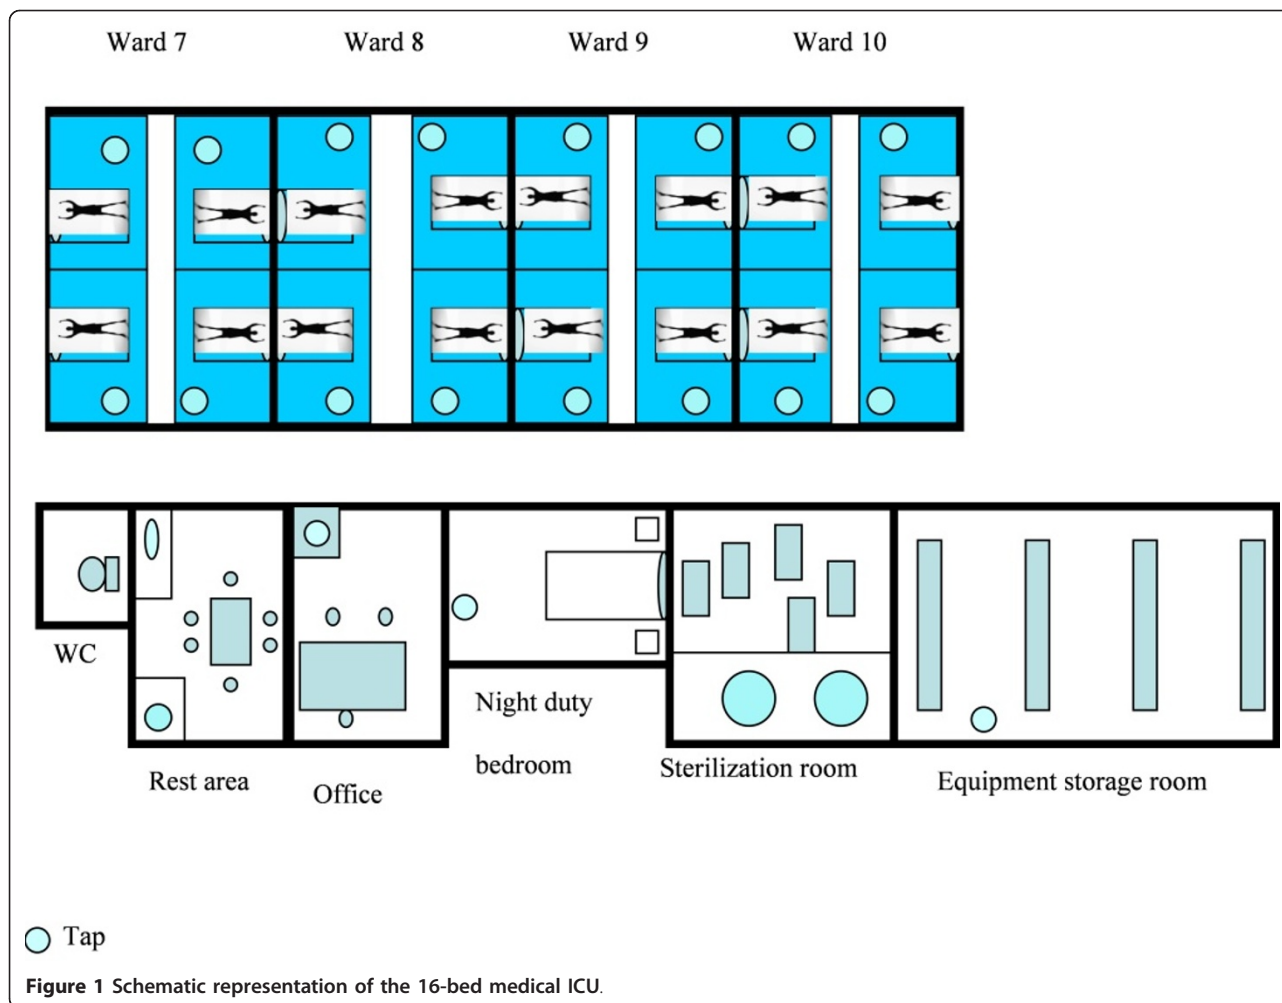 Ward 7 Ward 8 Ward 9 Ward 10
WC
Rest area
Office
Night duty
bedroom
Sterilization room
Equipment storage room
Tap
Figure 1 Schematic representation of the 16-bed medical ICU.